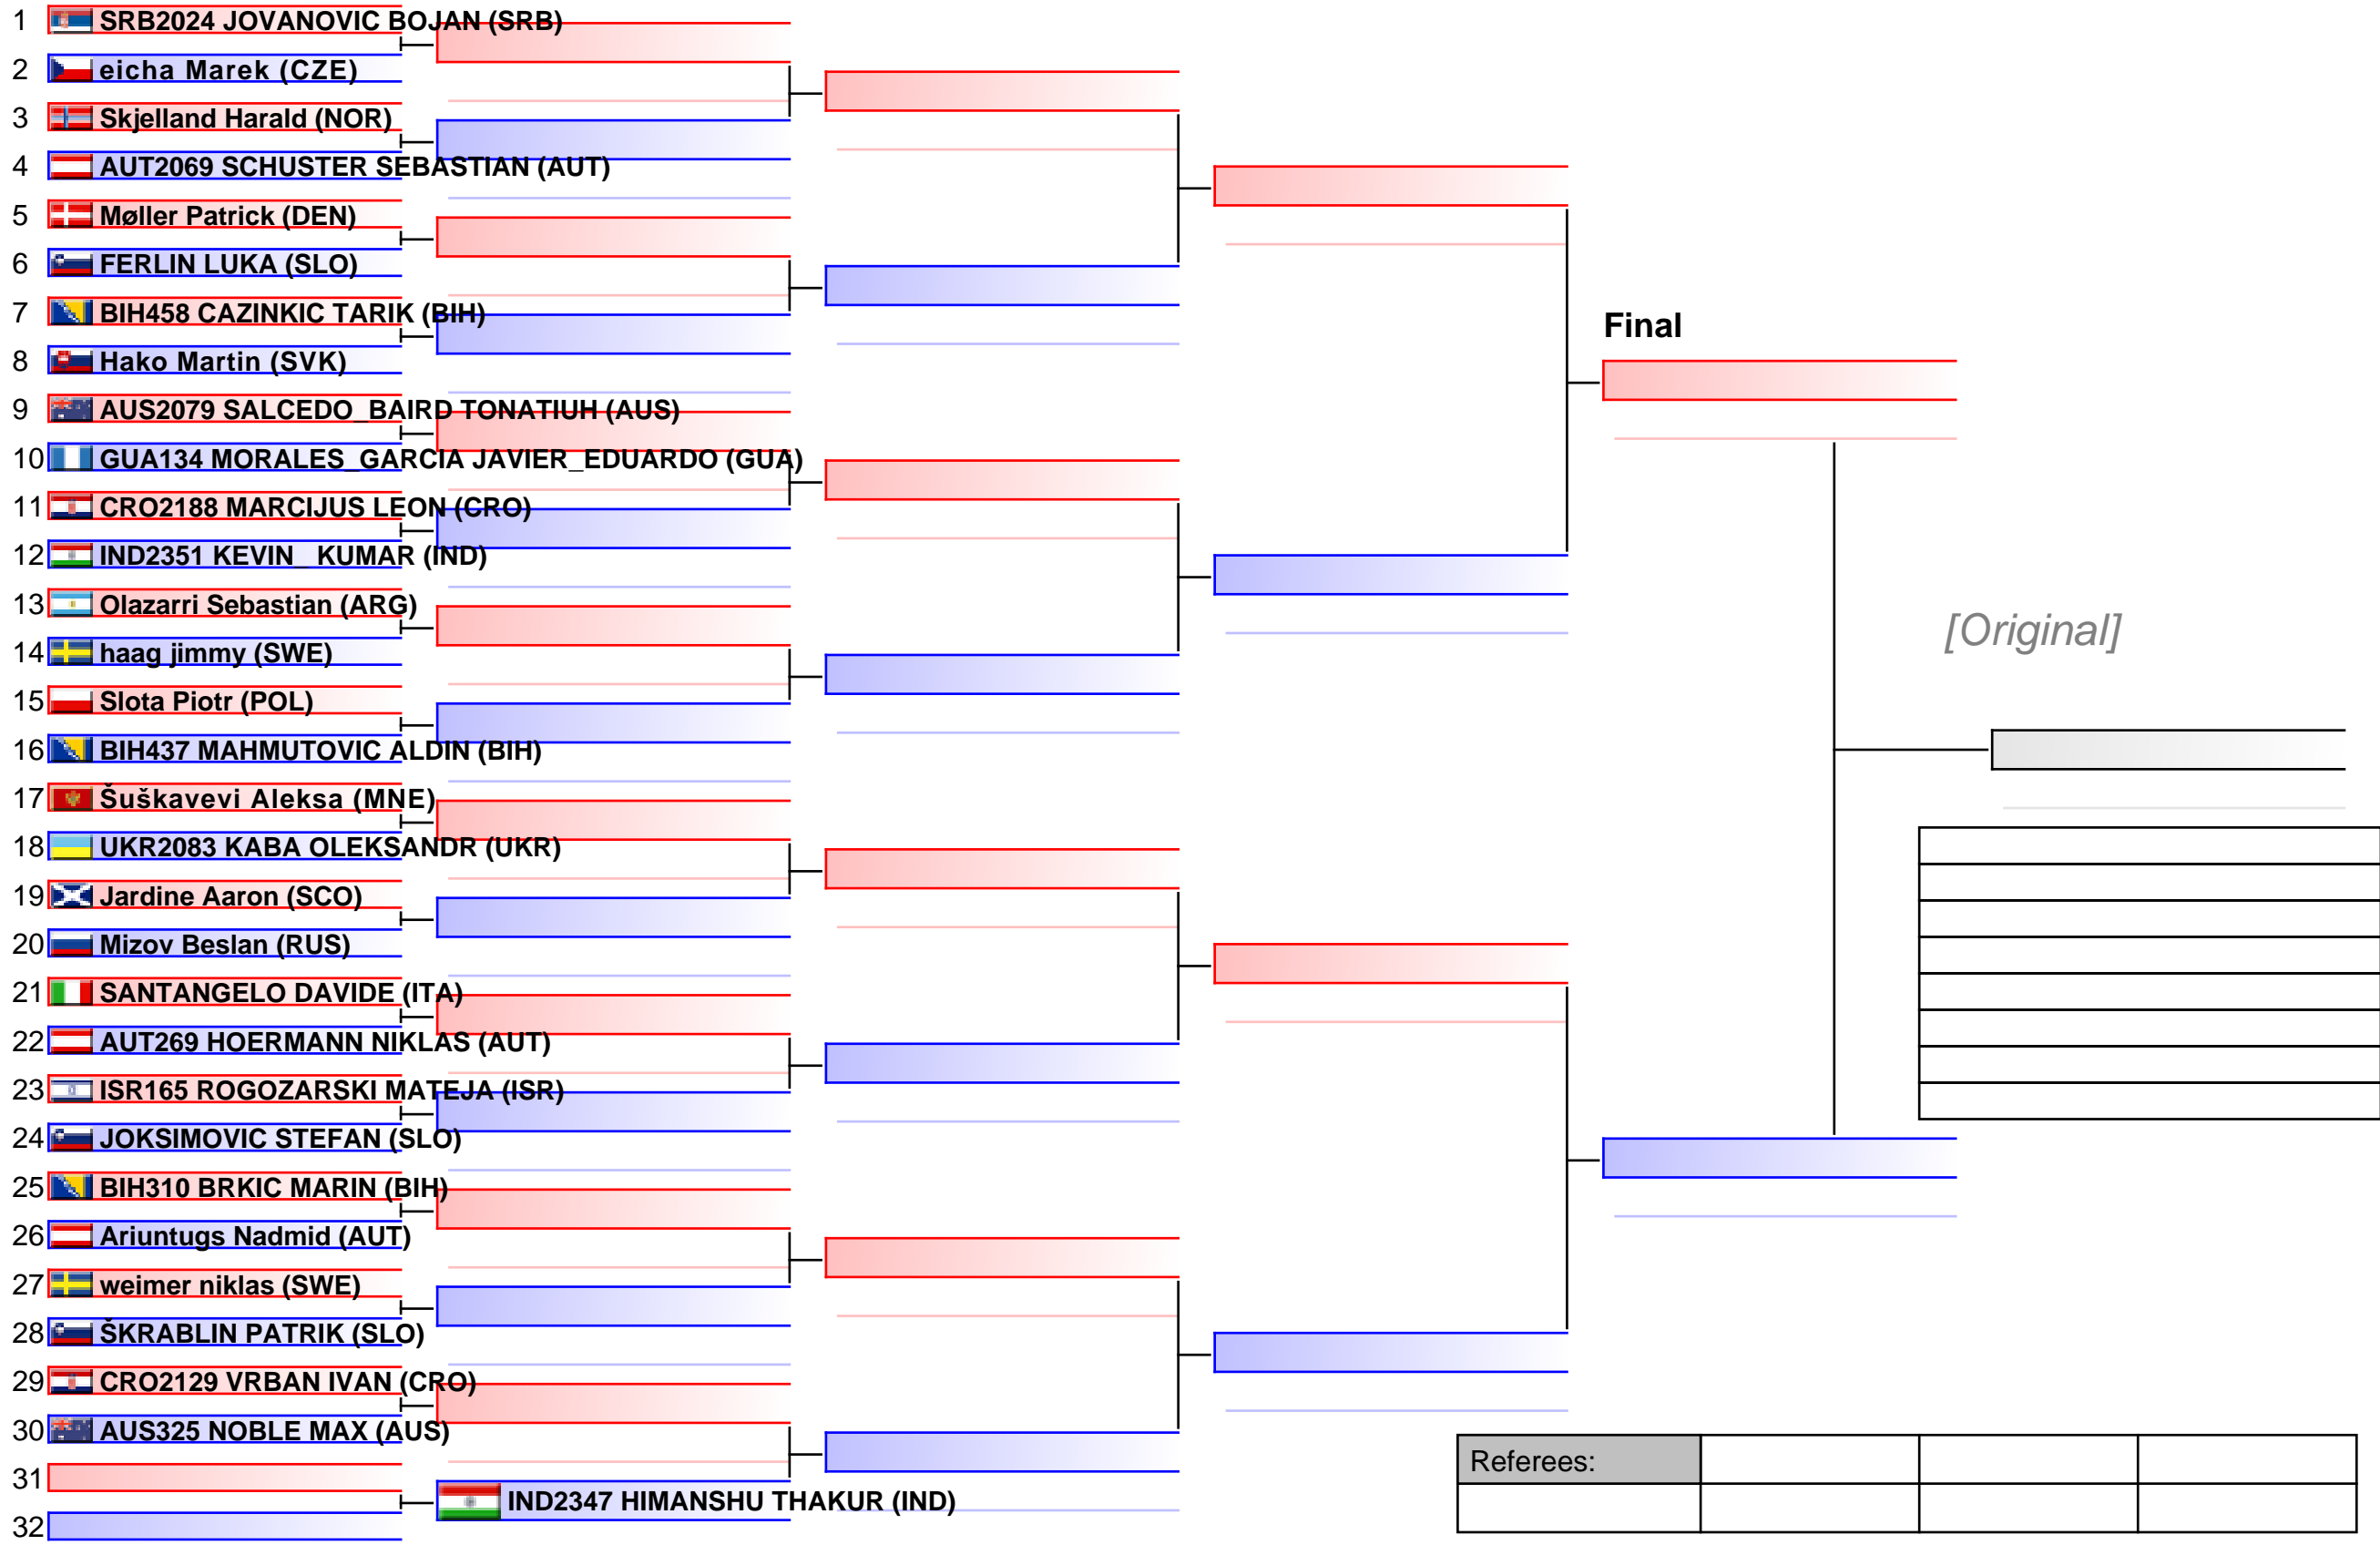 1 SRB2024 JOVANOVIC BOJAN (SRB)
2 eicha Marek (CZE)
3 Skjelland Harald (NOR)
4 AUT2069 SCHUSTER SEBASTIAN (AUT)
5 Møller Patrick (DEN)
6 FERLIN LUKA (SLO)
7 BIH458 CAZINKIC TARIK (BIH)
Final
8 Hako Martin (SVK)
9 AUS2079 SALCEDO_BAIRD TONATIUH (AUS)
10 GUA134 MORALES_GARCIA JAVIER_EDUARDO (GUA)
11 CRO2188 MARCIJUS LEON (CRO)
12 IND2351 KEVIN_ KUMAR (IND)
13 Olazarri Sebastian (ARG)
[Original]
14 haag jimmy (SWE)
15 Slota Piotr (POL)
16 BIH437 MAHMUTOVIC ALDIN (BIH)
17 Šuškavevi Aleksa (MNE)
18 UKR2083 KABA OLEKSANDR (UKR)
19 Jardine Aaron (SCO)
20 Mizov Beslan (RUS)
21 SANTANGELO DAVIDE (ITA)
22 AUT269 HOERMANN NIKLAS (AUT)
23 ISR165 ROGOZARSKI MATEJA (ISR)
24 JOKSIMOVIC STEFAN (SLO)
25 BIH310 BRKIC MARIN (BIH)
26 Ariuntugs Nadmid (AUT)
27 weimer niklas (SWE)
28 ŠKRABLIN PATRIK (SLO)
29 CRO2129 VRBAN IVAN (CRO)
30 AUS325 NOBLE MAX (AUS)
Referees:
31
IND2347 HIMANSHU THAKUR (IND)
32